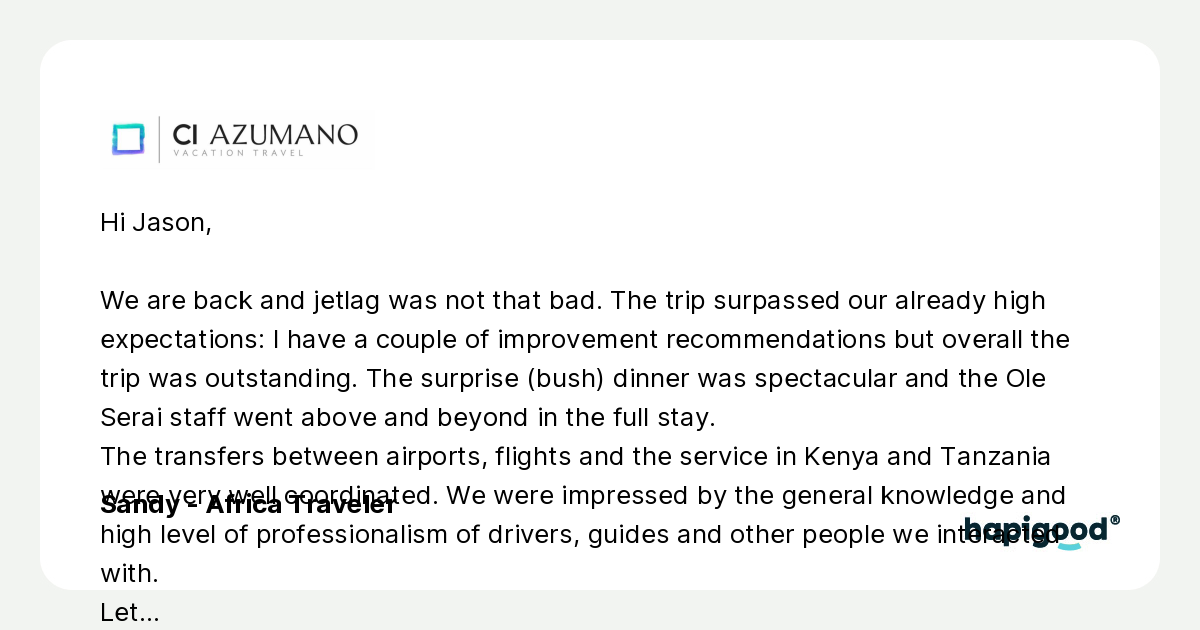 CI AZUMANO
VACATION TRAVEL
Hi Jason,
We are back and jetlag was not that bad. The trip surpassed our already high
expectations: I have a couple of improvement recommendations but overall the
trip was outstanding. The surprise (bush) dinner was spectacular and the Ole
Serai staff went above and beyond in the full stay.
The transfers between airports, flights and the service in Kenya and Tanzania
were very well coordinated. We were impressed by the general knowledge and
Sandy - Africa Traveler
high level of professionalism of drivers, guides and other people we interacted
hapigood®
with.
Let...